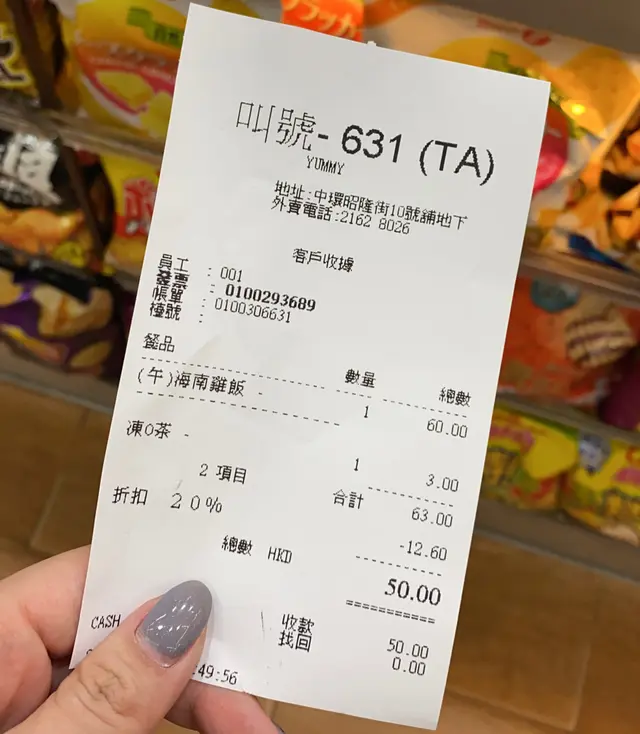 叫號- 631 (TA)
YUMMY
地址:中環昭隆街10號舖地下
外賣電話:2162 8026
客戶收據
員工 : 001
發票 : 0100293689
帳單 : 0100306631
檯號 :
餐品 數量 總數
(午)海南雞飯 - 1 60.00
凍0茶 - 1 3.00
2 項目 合計 63.00
折扣 20% -12.60
總數 HKD 50.00
CASH 收款 50.00
找回 0.00
:49:56